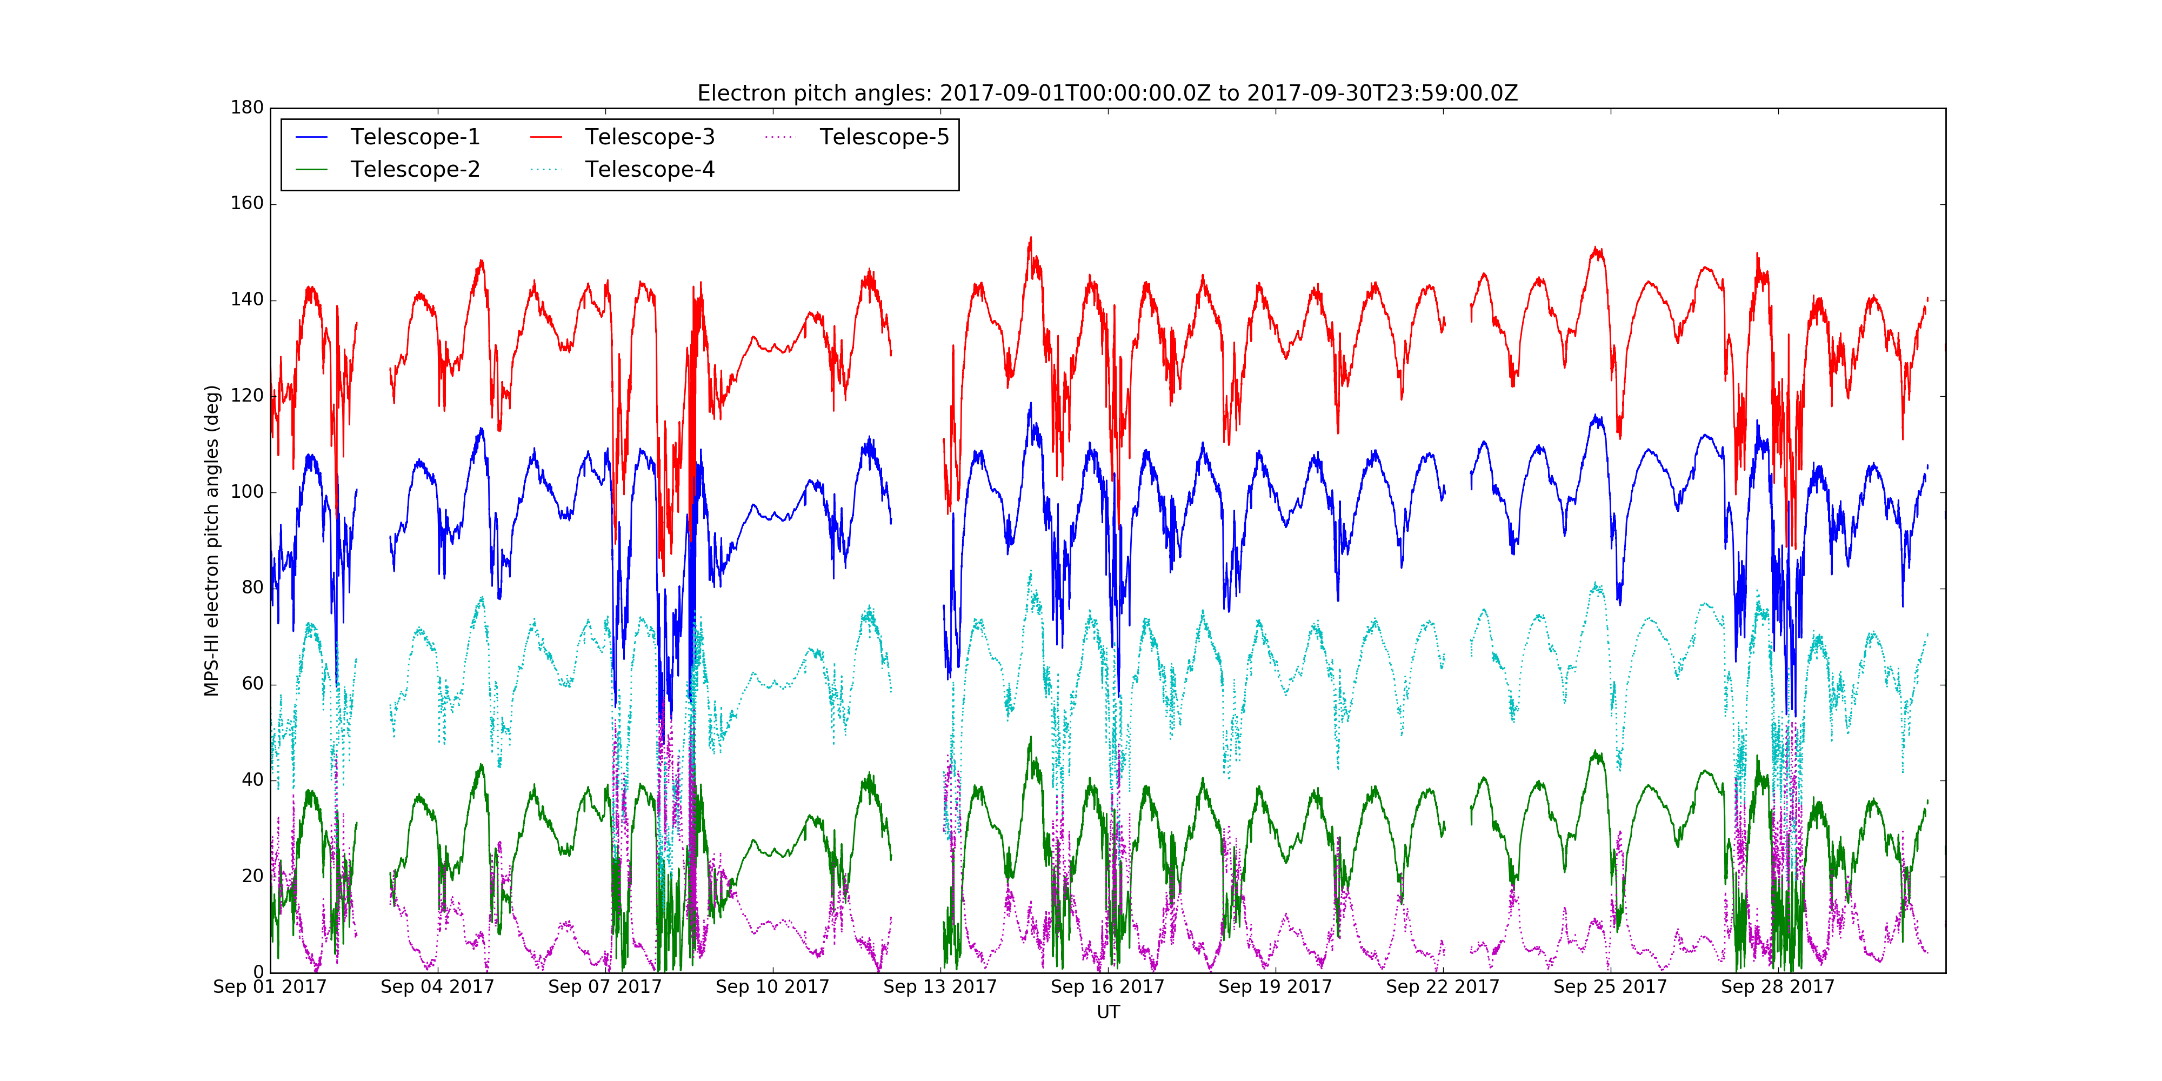 Electron pitch angles: 2017-09-01T00:00:00.0Z to 2017-09-30T23:59:00.0Z
Telescope-1 Telescope-3 Telescope-5
Telescope-2 Telescope-4
MPS-HI electron pitch angles (deg)
180
160
140
120
100
80
60
40
20
0
Sep 01 2017 Sep 04 2017 Sep 07 2017 Sep 10 2017 Sep 13 2017 Sep 16 2017 Sep 19 2017 Sep 22 2017 Sep 25 2017 Sep 28 2017
UT